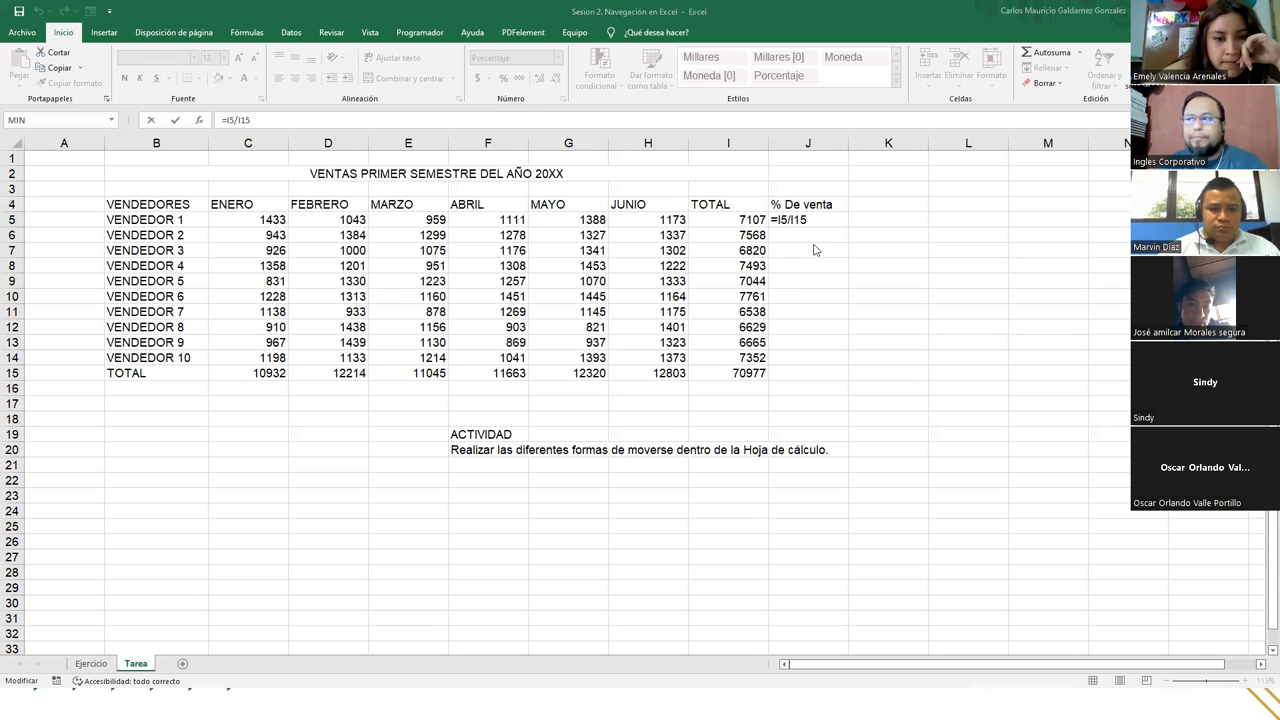 Sesion 2. Navegación en Excel - Excel
Carlos Mauricio Galdamez Gonzalez
Archivo Inicio Insertar Disposición de página Fórmulas Datos Revisar Vista Programador Ayuda PDFelement Equipo ¿Qué desea hacer?
Pegar Cortar Copiar Copiar formato
12
Ajustar texto
Combinar y centrar
Formato condicional Dar formato como tabla
Millares Millares [0] Moneda
Moneda [0] Porcentaje
Insertar Eliminar Formato
Autosuma
Rellenar
Borrar
Ordenar y filtrar
Portapapeles Fuente Alineación Número Estilos Celdas Edición
MIN =I5/I15
A B C D E F G H I J K L M N
1
2 VENTAS PRIMER SEMESTRE DEL AÑO 20XX
3
4 VENDEDORES ENERO FEBRERO MARZO ABRIL MAYO JUNIO TOTAL % De venta
5 VENDEDOR 1 1433 1043 959 1111 1388 1173 7107 =I5/I15
6 VENDEDOR 2 943 1384 1299 1278 1327 1337 7568
7 VENDEDOR 3 926 1000 1075 1176 1341 1302 6820
8 VENDEDOR 4 1358 1201 951 1308 1453 1222 7493
9 VENDEDOR 5 831 1330 1223 1257 1070 1333 7044
10 VENDEDOR 6 1228 1313 1160 1451 1445 1164 7761
11 VENDEDOR 7 1138 933 878 1269 1145 1175 6538
12 VENDEDOR 8 910 1438 1156 903 821 1401 6629
13 VENDEDOR 9 967 1439 1130 869 937 1323 6665
14 VENDEDOR 10 1198 1133 1214 1041 1393 1373 7352
15 TOTAL 10932 12214 11045 11663 12320 12803 70977
16
17
18
19 ACTIVIDAD
20 Realizar las diferentes formas de moverse dentro de la Hoja de cálculo.
21
22
23
24
25
26
27
28
29
30
31
32
33
Ejercicio Tarea
Modificar Accesibilidad: todo correcto 115%
Emely Valencia Arenales
Ingles Corporativo
Marvin Díaz
José amilcar Morales segura
Sindy
Sindy
Oscar Orlando Val...
Oscar Orlando Valle Portillo